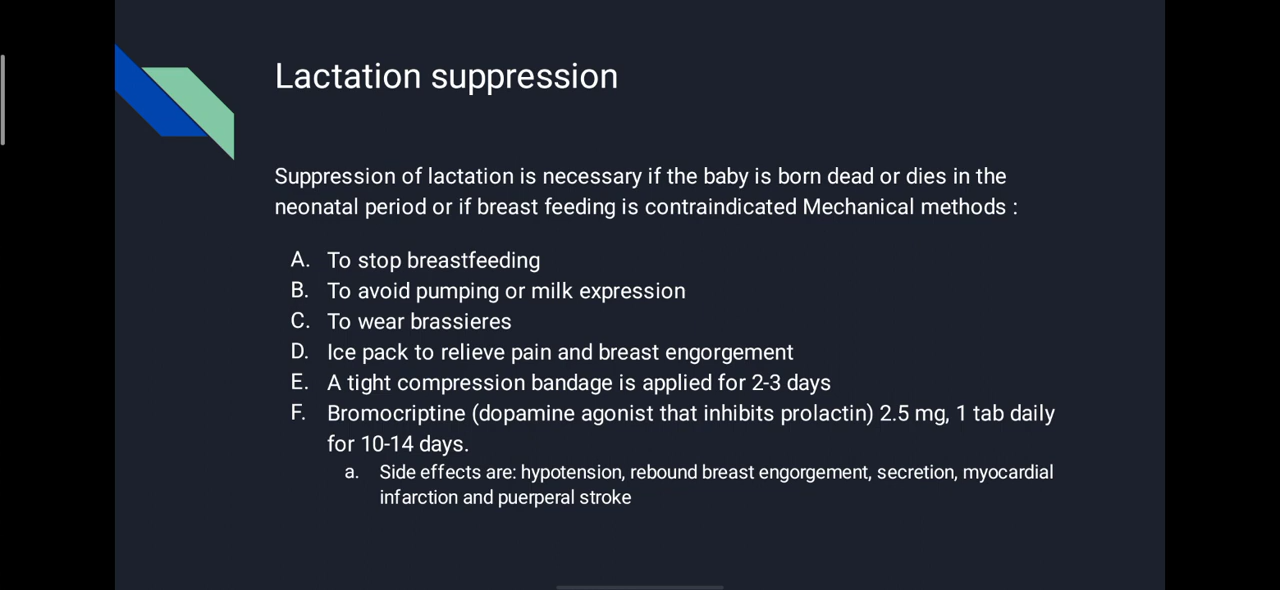 Lactation suppression
Suppression of lactation is necessary if the baby is born dead or dies in the
neonatal period or if breast feeding is contraindicated Mechanical methods :
A. To stop breastfeeding
B. To avoid pumping or milk expression
C. To wear brassieres
D. Ice pack to relieve pain and breast engorgement
E. A tight compression bandage is applied for 2-3 days
F. Bromocriptine (dopamine agonist that inhibits prolactin) 2.5 mg, 1 tab daily
for 10-14 days.
a. Side effects are: hypotension, rebound breast engorgement, secretion, myocardial
infarction and puerperal stroke